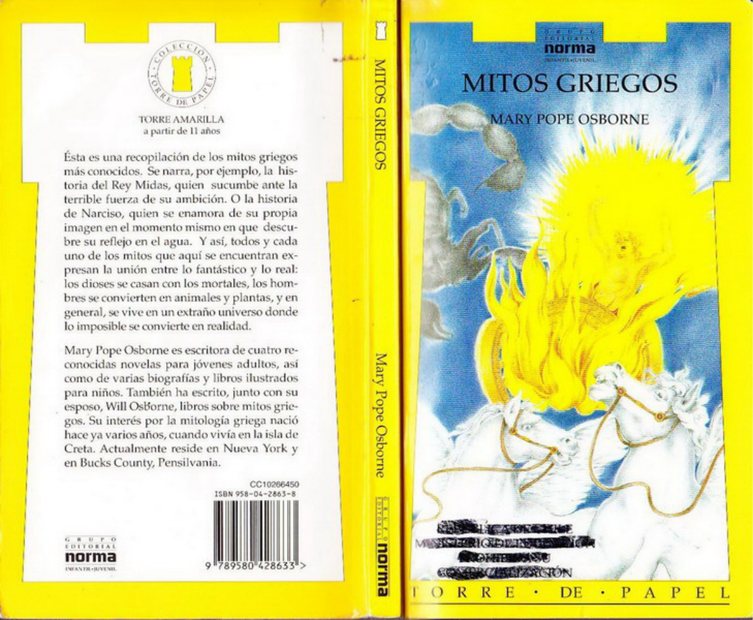 COLECCIÓN
TORRE DE PAPEL
TORRE AMARILLA
a partir de 11 años
Ésta es una recopilación de los mitos griegos
más conocidos. Se narra, por ejemplo, la his-
toria del Rey Midas, quien sucumbe ante la
terrible fuerza de su ambición. O la historia
de Narciso, quien se enamora de su propia
imagen en el momento mismo en que descu-
bre su reflejo en el agua. Y así, todos y cada
uno de los mitos que aquí se encuentran ex-
presan la unión entre lo fantástico y lo real:
los dioses se casan con los mortales, los hom-
bres se convierten en animales y plantas, y en
general, se vive en un extraño universo donde
lo imposible se convierte en realidad.
Mary Pope Osborne es escritora de cuatro re-
conocidas novelas para jóvenes adultos, así
como de varias biografías y libros ilustrados
para niños. También ha escrito, junto con su
esposo, Will Osborne, libros sobre mitos grie-
gos. Su interés por la mitología griega nació
hace ya varios años, cuando vivía en la isla de
Creta. Actualmente reside en Nueva York y
en Bucks County, Pensilvania.
CC10266450
ISBN 958-04-2863-8
9 789580 428633 >
GRUPO
EDITORIAL
norma
INFANTIL • JUVENIL
MITOS GRIEGOS
Mary Pope Osborne
GRUPO
EDITORIAL
norma
GRUPO
EDITORIAL
norma
INFANTIL • JUVENIL
MITOS GRIEGOS
MARY POPE OSBORNE
COMERCIALIZACIÓN
TORRE • DE • PAPEL